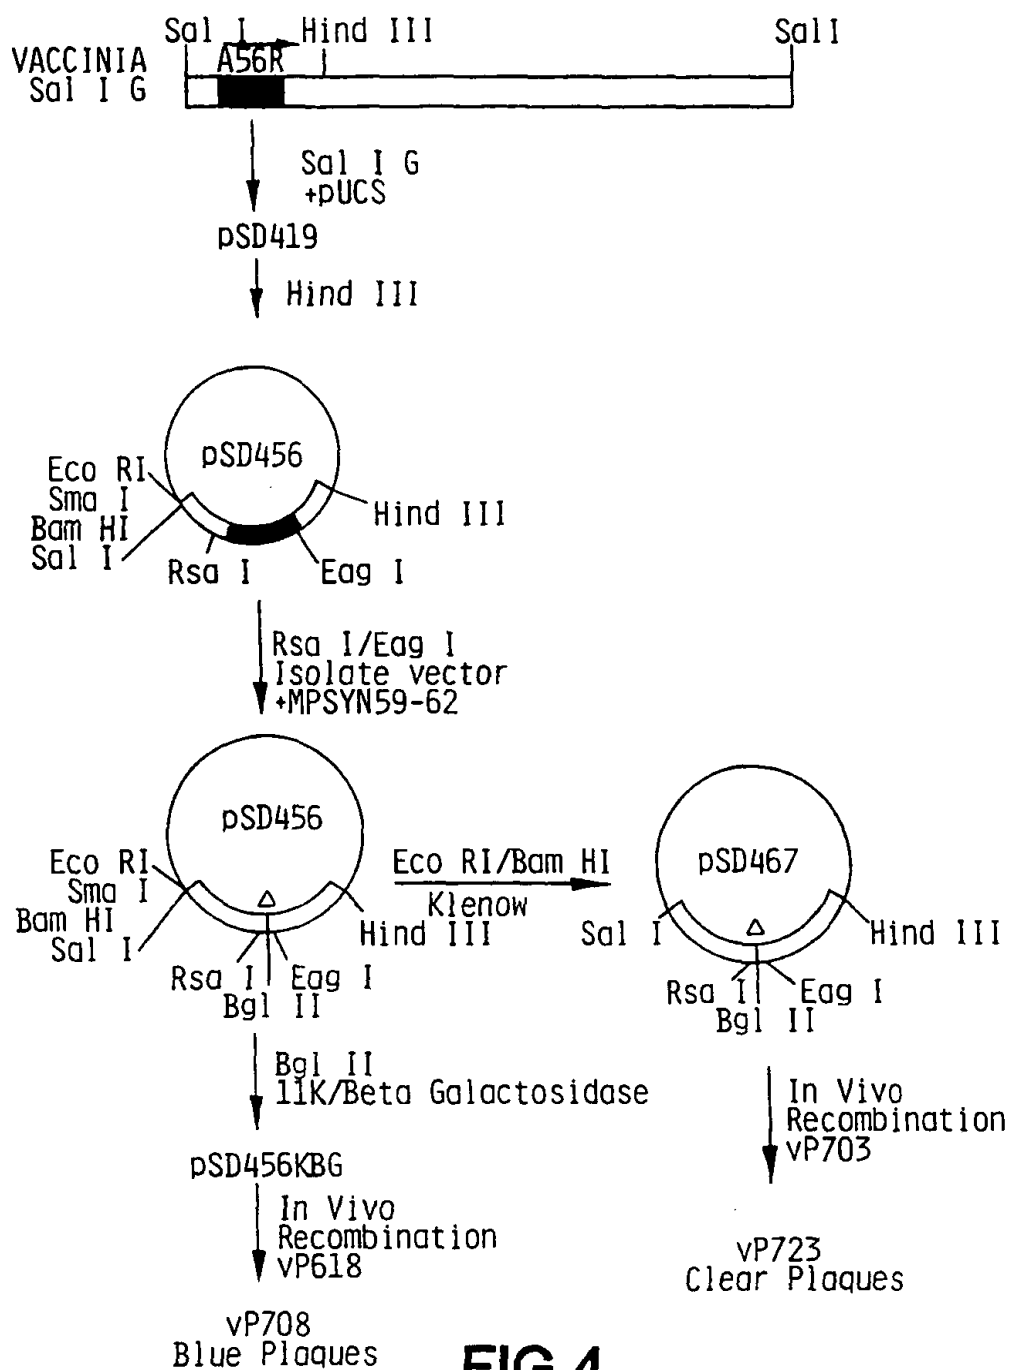 Sal I
Hind III
Sal I
VACCINIA
A56R
Sal I G
Sal I G
+pUCS
pSD419
Hind III
pSD456
Eco RI
Sma I
Bam HI
Sal I
Hind III
Rsa I
Eag I
Rsa I/Eag I
Isolate vector
+MPSYN59-62
pSD456
Eco RI
Sma I
Bam HI
Sal I
Δ
Hind III
Rsa I
Eag I
Bgl II
Eco RI/Bam HI
Klenow
pSD467
Sal I
Δ
Hind III
Rsa I
Eag I
Bgl II
Bgl II
11K/Beta Galactosidase
pSD456KBG
In Vivo
Recombination
vP618
vP708
Blue Plaques
In Vivo
Recombination
vP703
vP723
Clear Plaques
FIG.4